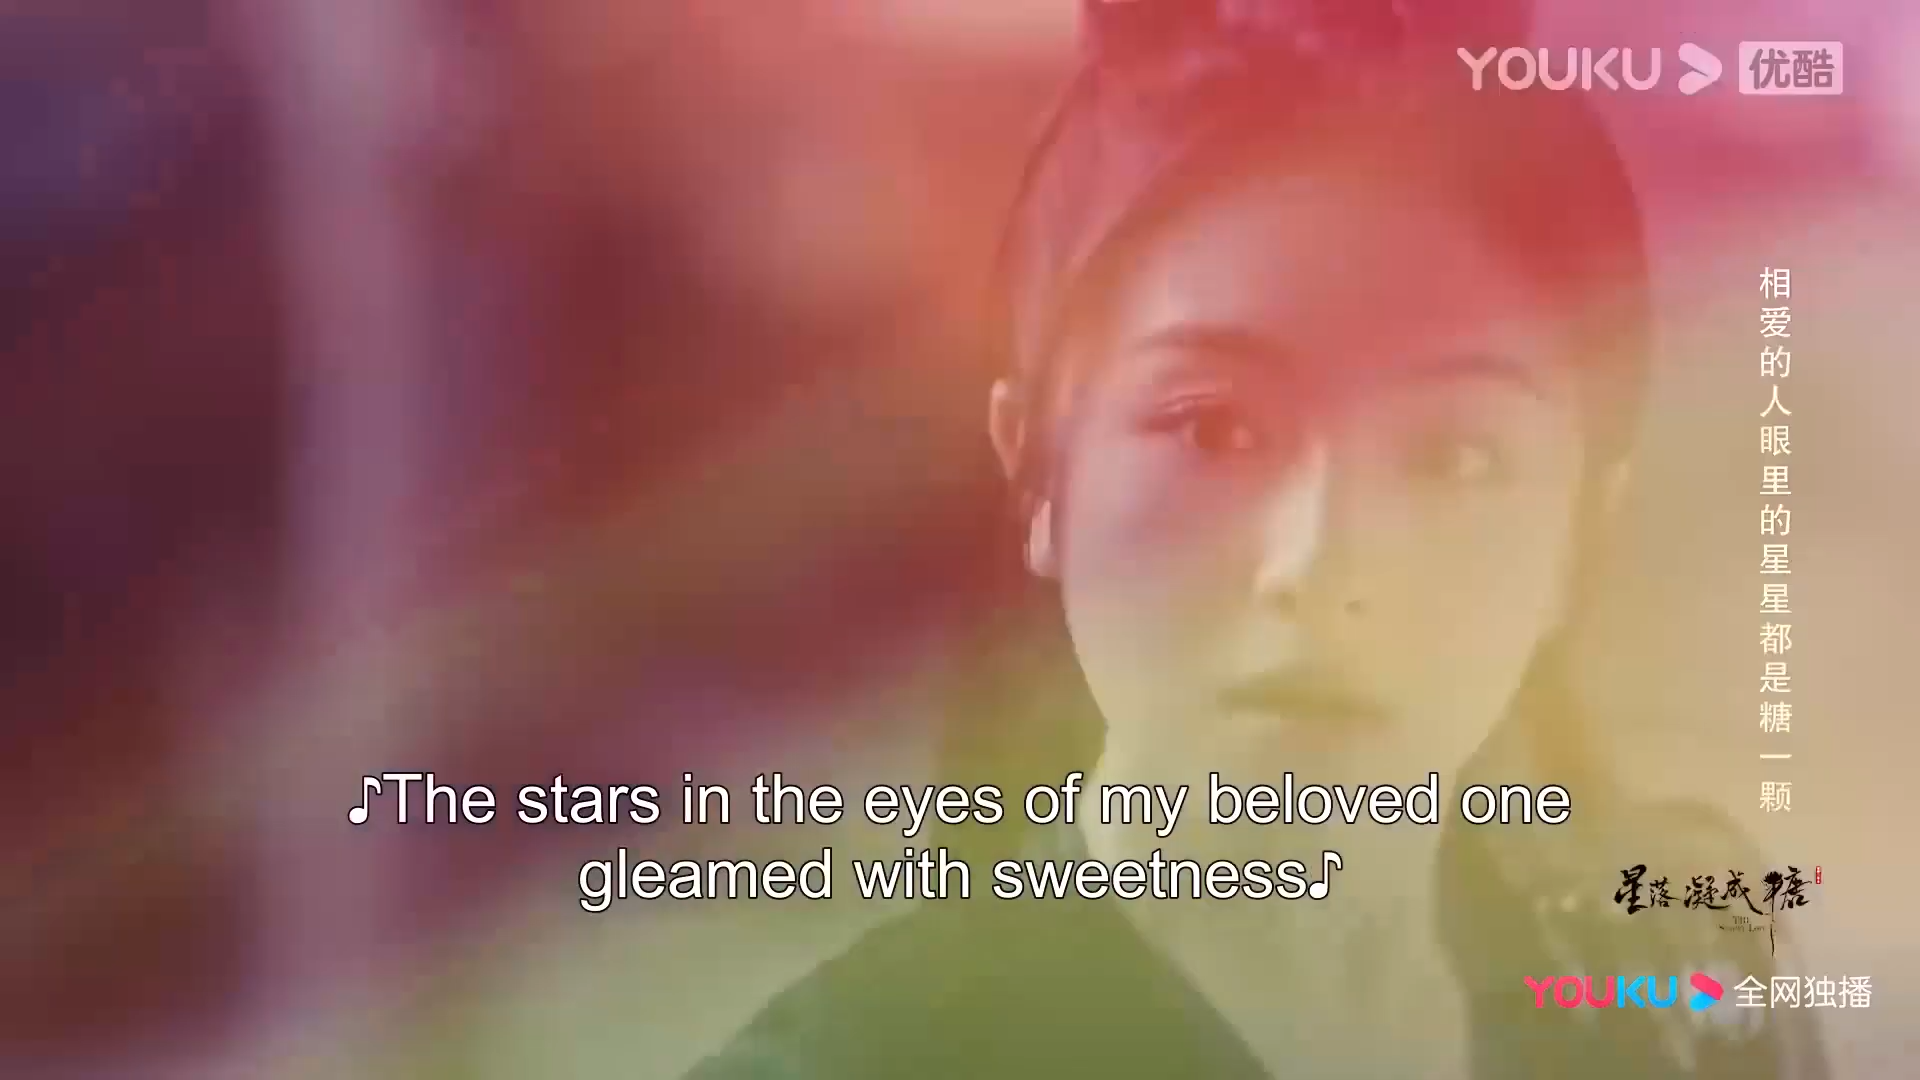 YOUKU 优酷
相爱的人眼里的星星都是糖一颗
♪The stars in the eyes of my beloved one
gleamed with sweetness♪
星落凝成糖
YOUKU 全网独播